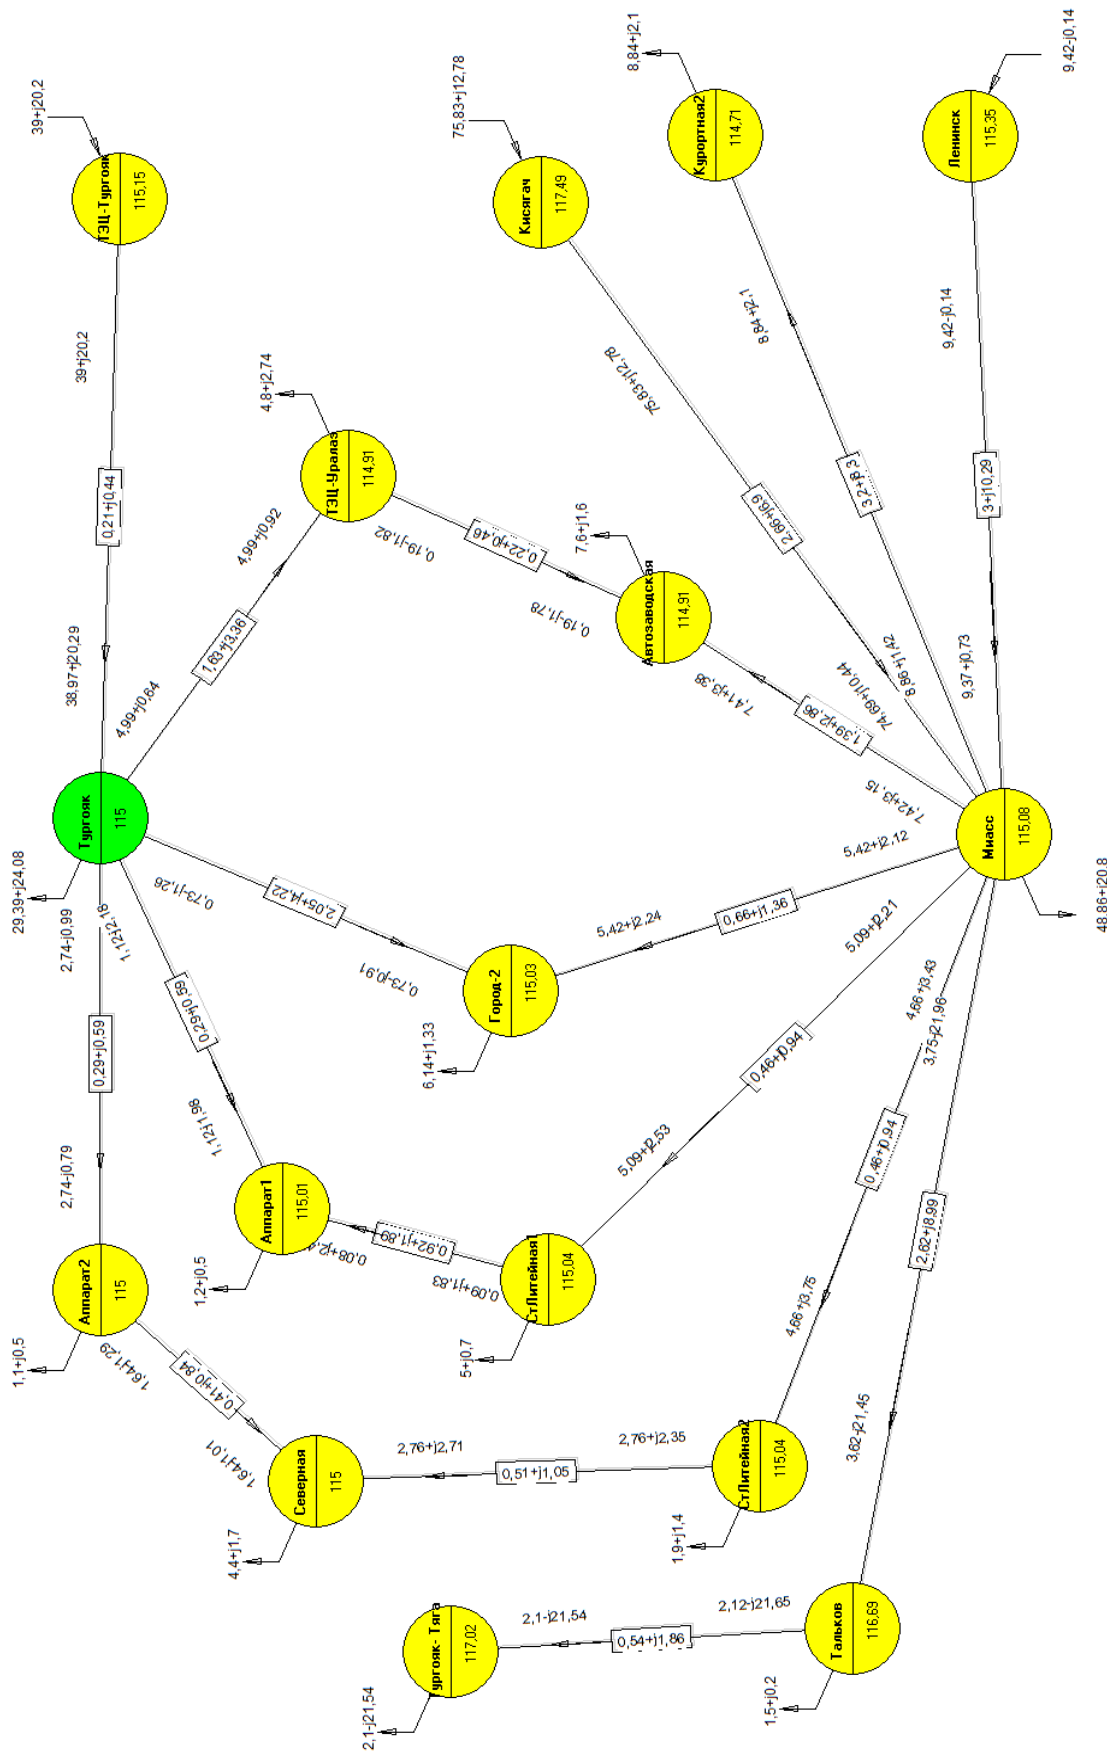 39+j20,2
ТЭЦ-Тургояк
115,15
39+j20,2
0,21+j0,44
38,97+j20,29
Тургояк
115
29,39+j24,08
4,99+j0,64
1,63+j3,36
4,99+j0,92
ТЭЦ-Уралаз
114,91
4,8+j2,74
0,19-j1,82
0,22+j0,46
0,19-j1,78
Автозаводская
114,91
7,6+j1,6
7,41+j3,38
1,39+j2,86
7,42+j3,15
75,83+j12,78
Кисягач
117,49
75,83+j12,78
2,66+j6,9
74,69+j10,44
8,84+j2,1
Курортная2
114,71
8,84+j2,1
3,2+j8,3
8,86+j1,42
9,42-j0,14
Ленинск
115,35
9,42-j0,14
3+j10,29
9,37+j0,73
Миасс
115,08
48,86+j20,8
0,73-j1,26
2,05+j4,22
0,73-j0,91
Город-2
115,03
6,14+j1,33
5,42+j2,24
0,66+j1,36
5,42+j2,12
2,74-j0,99
0,29+j0,59
2,74-j0,79
Аппарат2
115
1,1+j0,5
1,12-j2,18
0,29+j0,59
1,12-j1,98
Аппарат1
115,01
1,2+j0,5
0,92+j1,89
0,09+j1,83
СтЛитейная1
115,04
5+j0,7
5,09+j2,53
0,46+j0,94
5,09+j2,21
1,64-j1,29
0,41+j0,84
1,64-j1,01
Северная
115
4,4+j1,7
2,76+j2,71
0,51+j1,05
2,76+j2,35
СтЛитейная2
115,04
1,9+j1,4
4,66+j3,75
0,46+j0,94
4,66+j3,43
3,75-j21,96
2,62+j8,99
3,62-j21,45
Тальков
116,69
1,5+j0,2
2,12-j21,65
0,54+j1,86
2,1-j21,54
117,02
2,1-j21,54